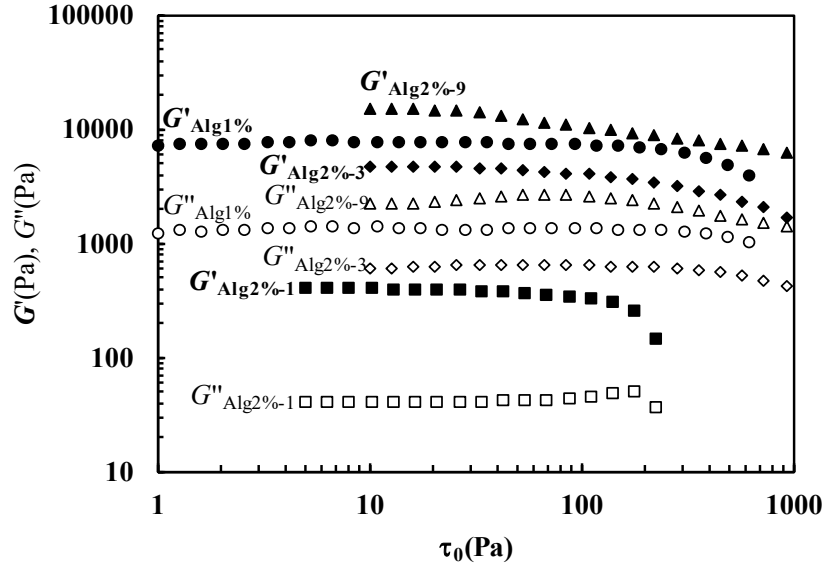 100000
G'Alg2%-9
G'Alg1%
10000
G'Alg2%-3
G''Alg2%-9
G''Alg1%
1000
G''Alg2%-3
G'Alg2%-1
100
G''Alg2%-1
10
1 10 100 1000
G'(Pa), G''(Pa)
τ0(Pa)